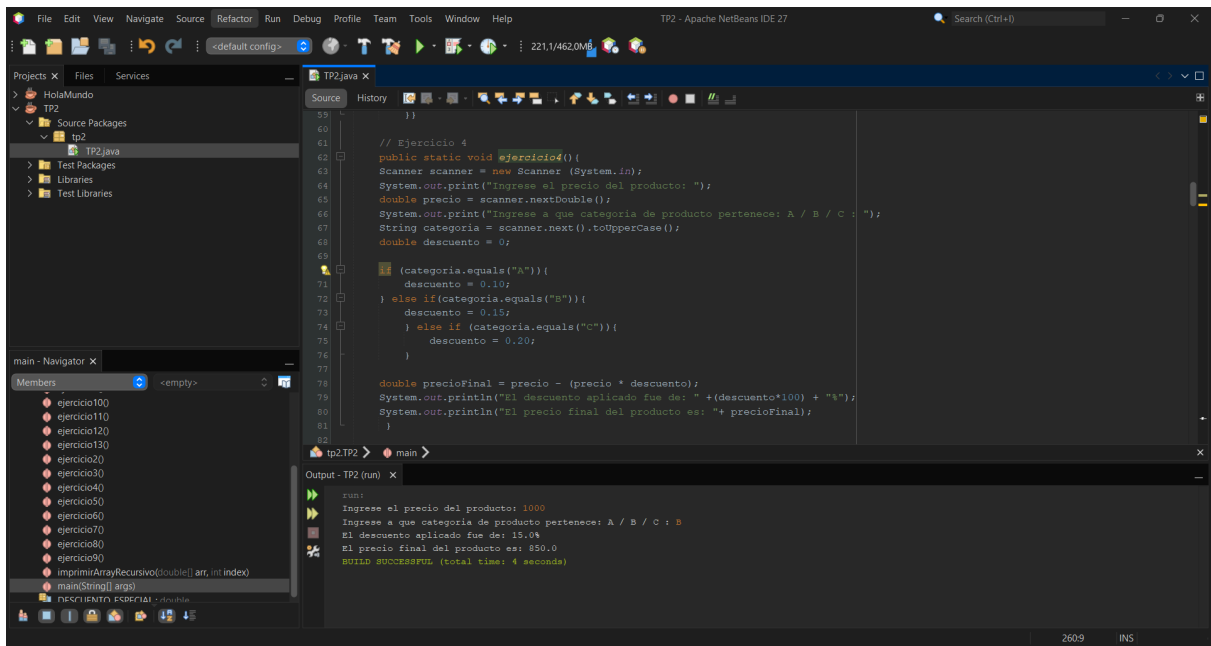 File Edit View Navigate Source Refactor Run Debug Profile Team Tools Window Help TP2 - Apache NetBeans IDE 27 Search (Ctrl+I)
<default config> 221,1/462,0MB
Projects Files Services
HolaMundo
TP2
Source Packages
tp2
TP2.java
Test Packages
Libraries
Test Libraries
main - Navigator
Members <empty>
ejercicio10()
ejercicio11()
ejercicio12()
ejercicio13()
ejercicio2()
ejercicio3()
ejercicio4()
ejercicio5()
ejercicio6()
ejercicio7()
ejercicio8()
ejercicio9()
imprimirArrayRecursivo(double[] arr, int index)
main(String[] args)
DESCUENTO_ESPECIAL : double
TP2.java
Source History
59 }}
60
61 // Ejercicio 4
62 public static void ejercicio4(){
63 Scanner scanner = new Scanner (System.in);
64 System.out.print("Ingrese el precio del producto: ");
65 double precio = scanner.nextDouble();
66 System.out.print("Ingrese a que categoria de producto pertenece: A / B / C : ");
67 String categoria = scanner.next().toUpperCase();
68 double descuento = 0;
69
if (categoria.equals("A")){
71 descuento = 0.10;
72 } else if(categoria.equals("B")){
73 descuento = 0.15;
74 } else if (categoria.equals("C")){
75 descuento = 0.20;
76 }
77
78 double precioFinal = precio - (precio * descuento);
79 System.out.println("El descuento aplicado fue de: " +(descuento*100) + "%");
80 System.out.println("El precio final del producto es: "+ precioFinal);
81 }
82
tp2.TP2 main
Output - TP2 (run)
run:
Ingrese el precio del producto: 1000
Ingrese a que categoria de producto pertenece: A / B / C : B
El descuento aplicado fue de: 15.0%
El precio final del producto es: 850.0
BUILD SUCCESSFUL (total time: 4 seconds)
260:9 INS